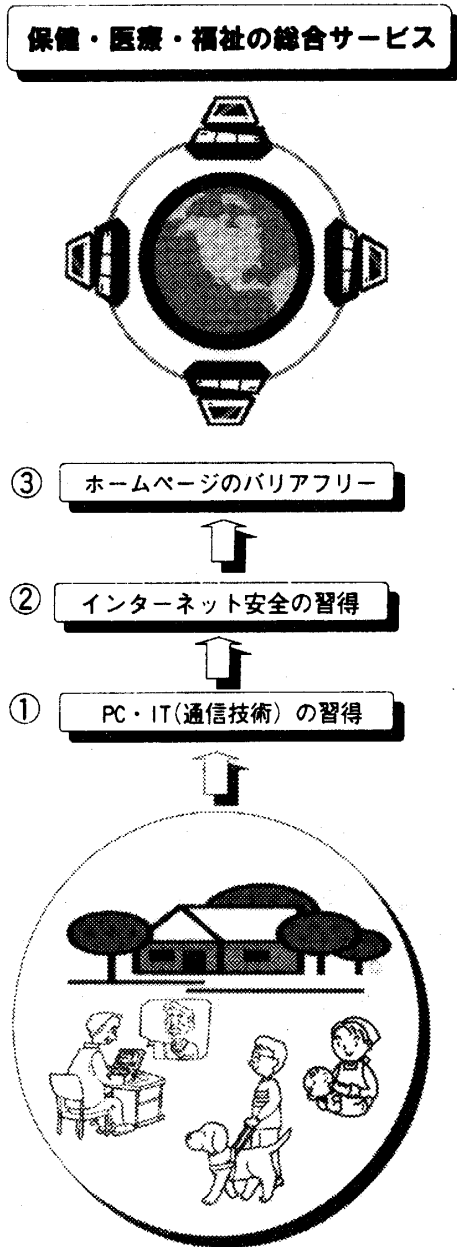 保健・医療・福祉の総合サービス
③ ホームページのバリアフリー
② インターネット安全の習得
① PC・IT(通信技術) の習得